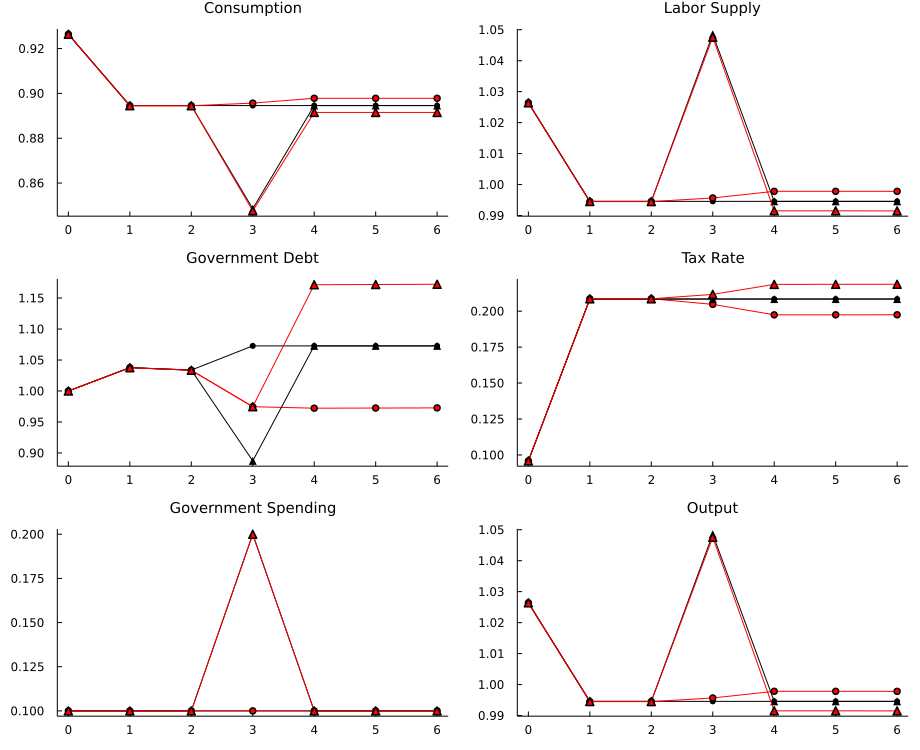 Consumption
0.92
0.90
0.88
0.86
0 1 2 3 4 5 6
Labor Supply
1.05
1.04
1.03
1.02
1.01
1.00
0.99
0 1 2 3 4 5 6
Government Debt
1.15
1.10
1.05
1.00
0.95
0.90
0 1 2 3 4 5 6
Tax Rate
0.200
0.175
0.150
0.125
0.100
0 1 2 3 4 5 6
Government Spending
0.200
0.175
0.150
0.125
0.100
0 1 2 3 4 5 6
Output
1.05
1.04
1.03
1.02
1.01
1.00
0.99
0 1 2 3 4 5 6